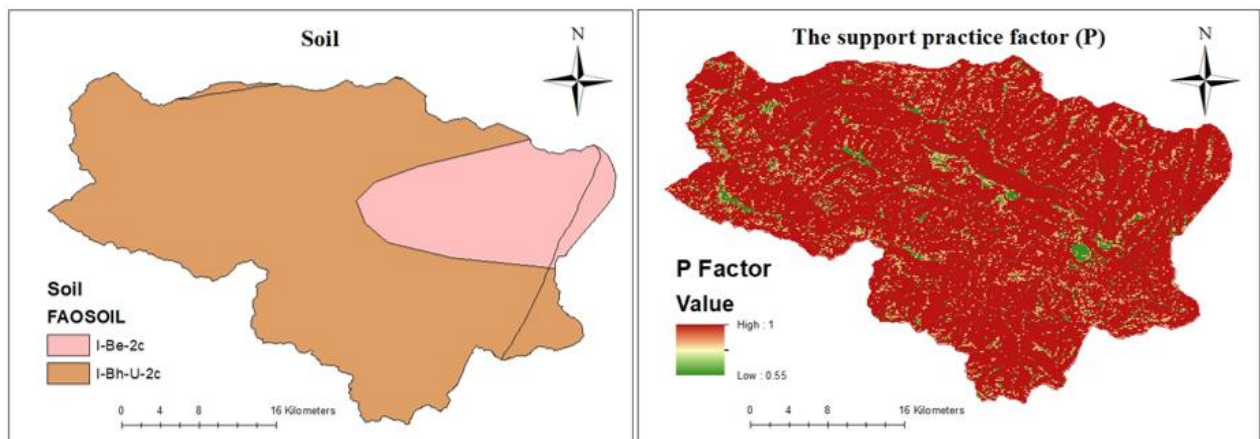 Soil
N
Soil
FAOSOIL
I-Be-2c
I-Bh-U-2c
0 4 8 16 Kilometers
The support practice factor (P)
N
P Factor
Value
High : 1
Low : 0.55
0 4 8 16 Kilometers